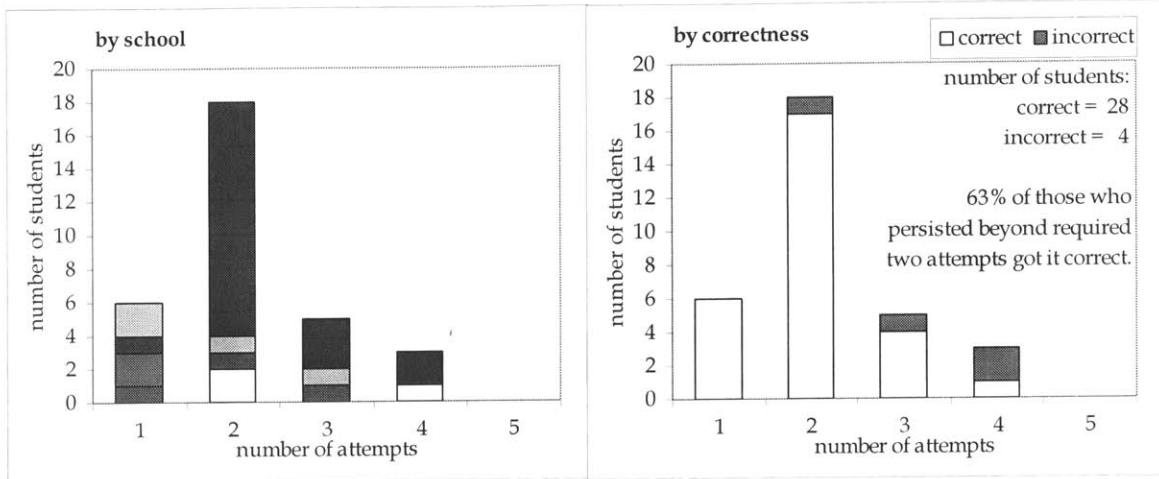 by school
20
18
16
14
12
10
8
6
4
2
0
number of students
1 2 3 4 5
number of attempts
by correctness
correct incorrect
number of students:
correct = 28
incorrect = 4
63% of those who
persisted beyond required
two attempts got it correct.
20
18
16
14
12
10
8
6
4
2
0
number of students
1 2 3 4 5
number of attempts